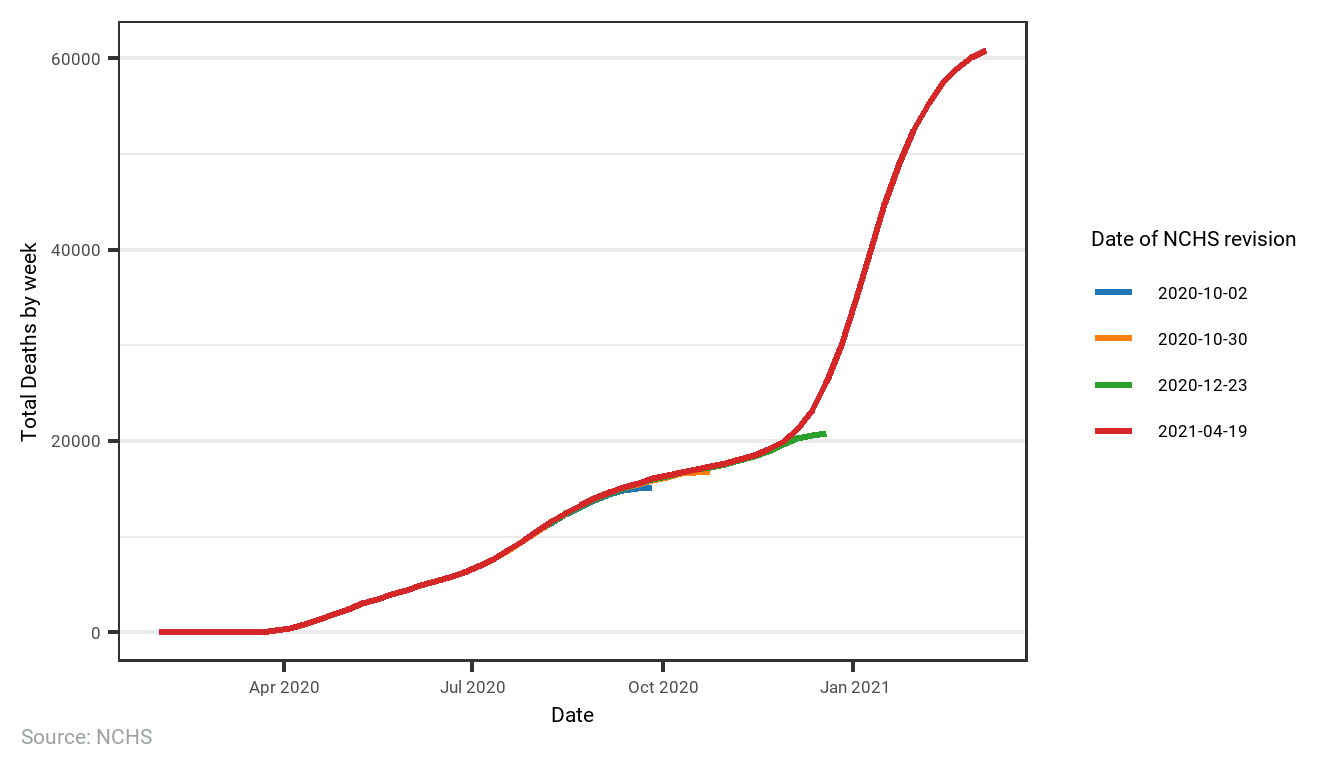 60000
40000
20000
0
Total Deaths by week
Apr 2020
Jul 2020
Oct 2020
Jan 2021
Date
Date of NCHS revision
2020-10-02
2020-10-30
2020-12-23
2021-04-19
Source: NCHS